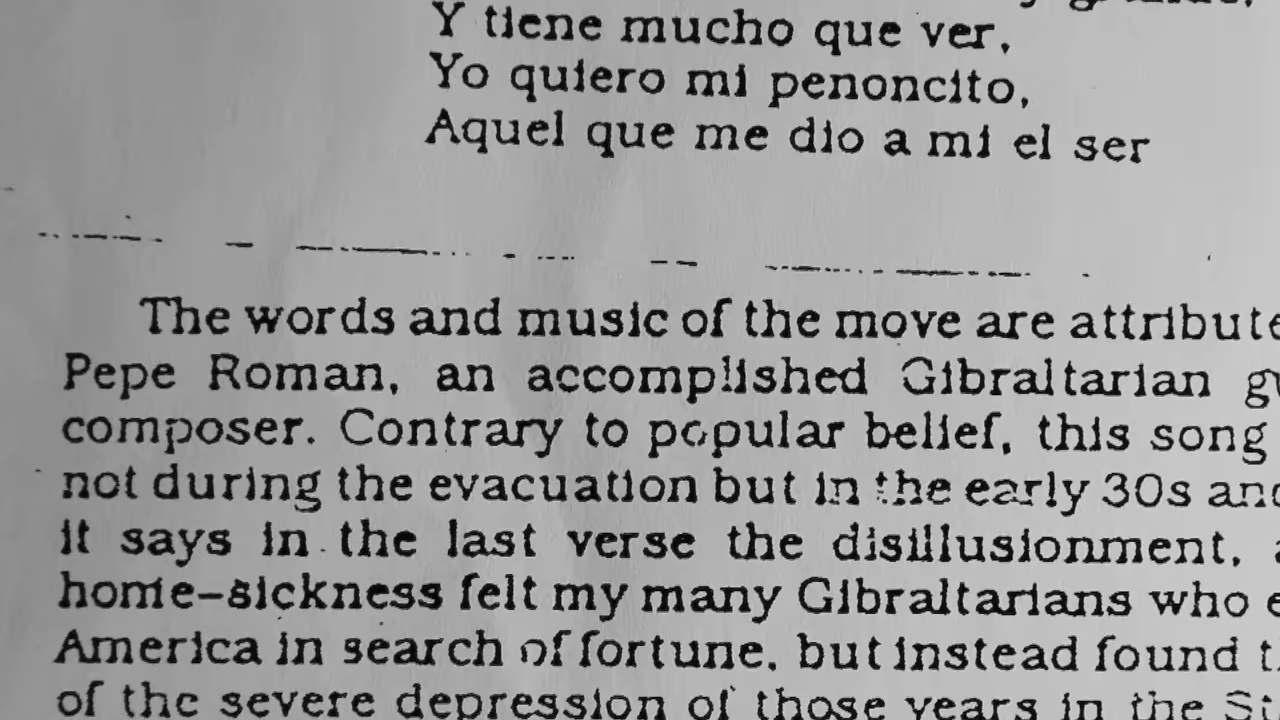 Y tiene mucho que ver,
Yo quiero mi penoncito,
Aquel que me dio a mi el ser
The words and music of the move are attribute
Pepe Roman, an accomplished Gibraltarian
composer. Contrary to popular belief, this song
not during the evacuation but in the early 30s and
it says in the last verse the disillusionment,
home-sickness felt my many Gibraltarians who
America in search of fortune, but instead found
of the severe depression of those years in the